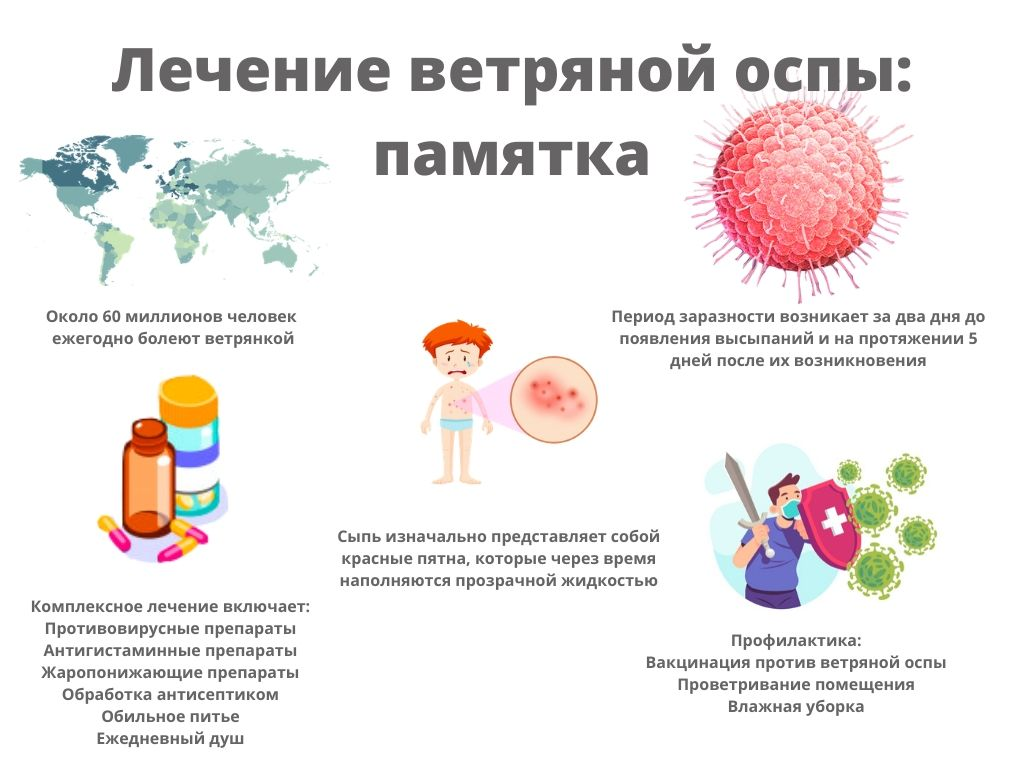 Лечение ветряной оспы:
памятка
Около 60 миллионов человек
ежегодно болеют ветрянкой
Период заразности возникает за два дня до
появления высыпаний и на протяжении 5
дней после их возникновения
Сыпь изначально представляет собой
красные пятна, которые через время
наполняются прозрачной жидкостью
Комплексное лечение включает:
Противовирусные препараты
Антигистаминные препараты
Жаропонижающие препараты
Обработка антисептиком
Обильное питье
Ежедневный душ
Профилактика:
Вакцинация против ветряной оспы
Проветривание помещения
Влажная уборка